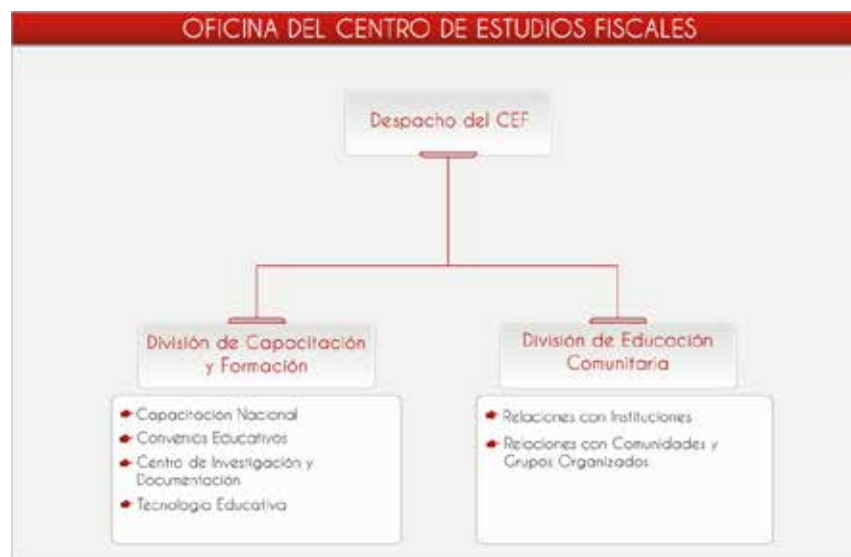 OFICINA DEL CENTRO DE ESTUDIOS FISCALES
Despacho del CEF
División de Capacitación
y Formación
Capacitación Nacional
Convenios Educativos
Centro de Investigación y
Documentación
Tecnología Educativa
División de Educación
Comunitaria
Relaciones con Instituciones
Relaciones con Comunidades y
Grupos Organizados